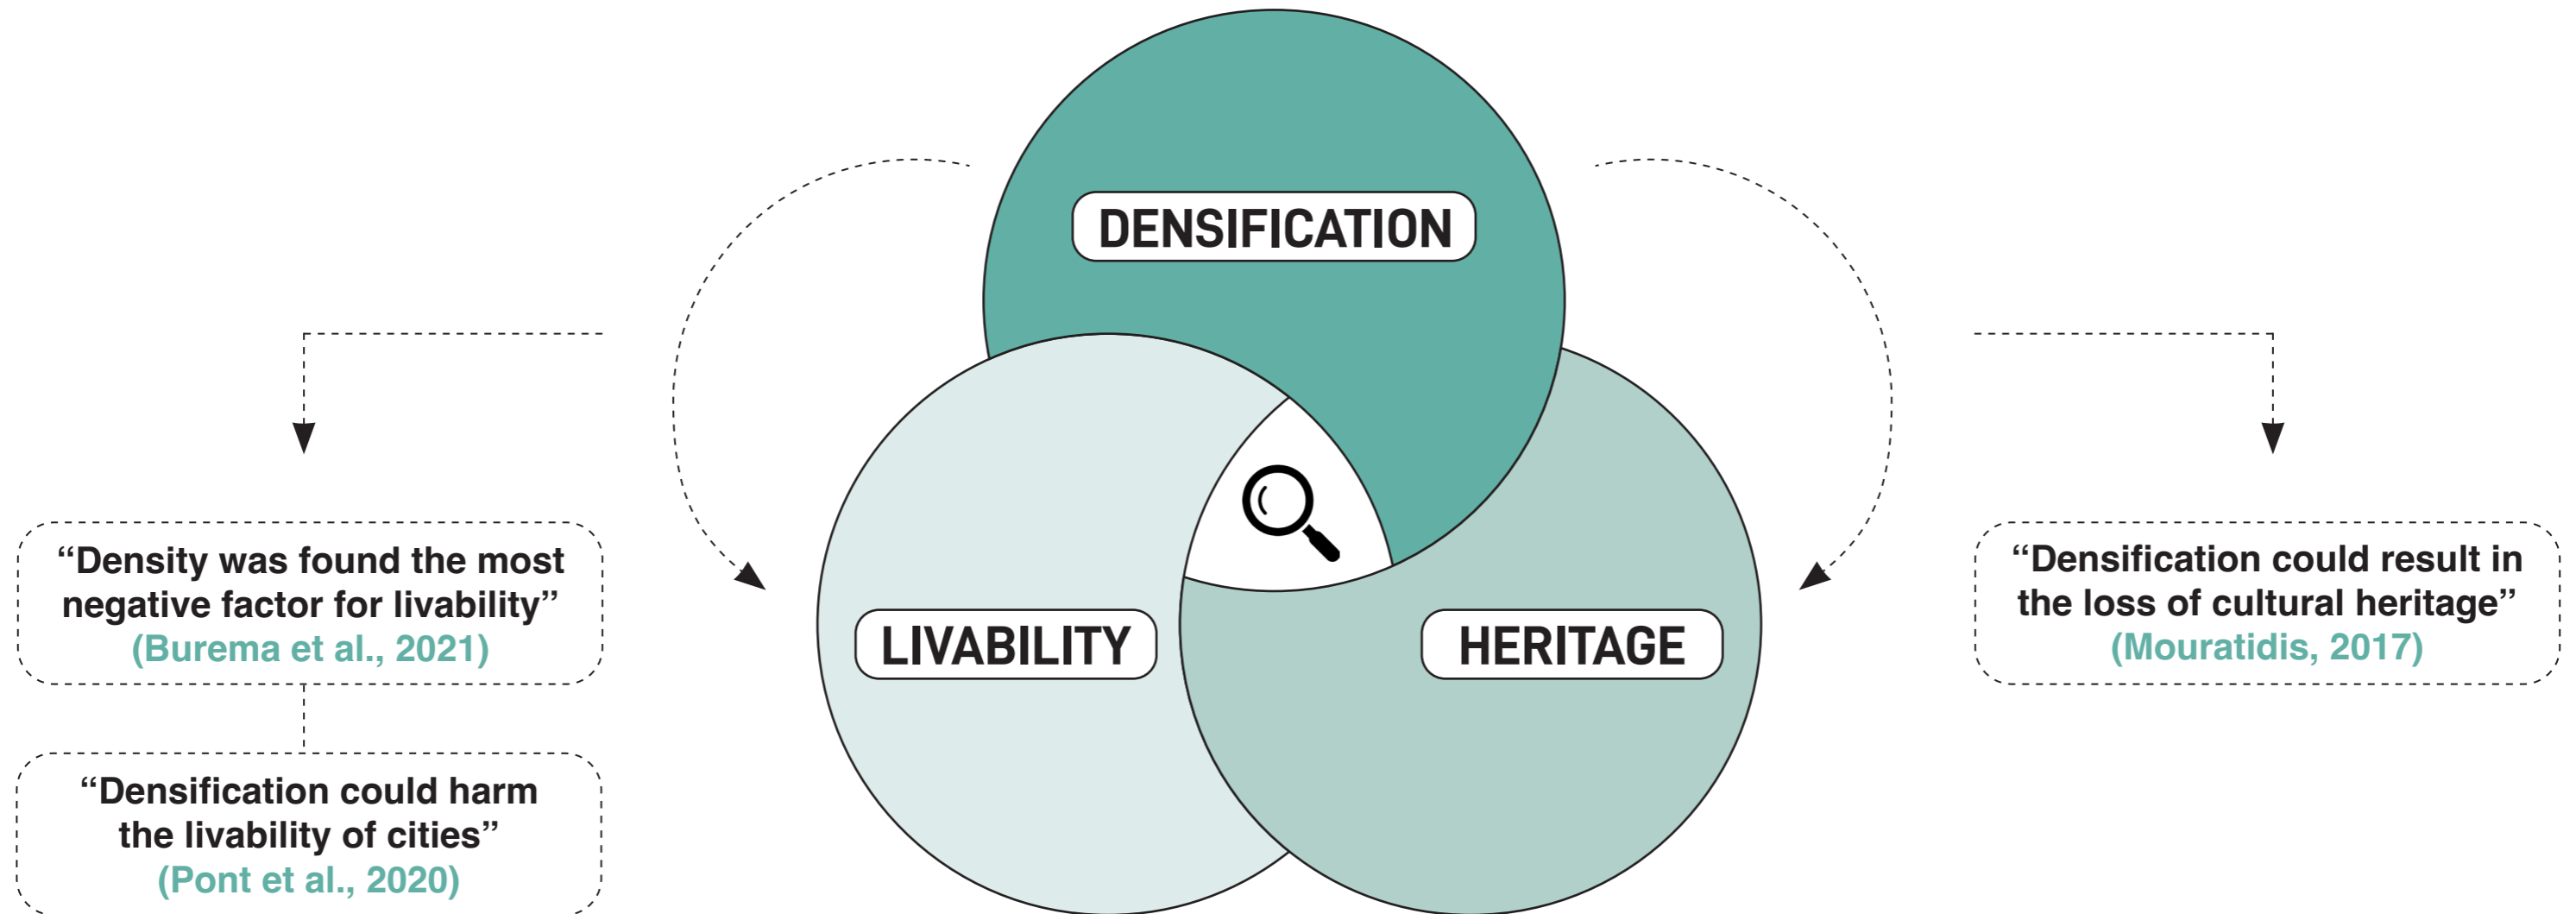 DENSIFICATION
LIVABILITY
HERITAGE
“Density was found the most
negative factor for livability”
(Burema et al., 2021)
“Densification could harm
the livability of cities”
(Pont et al., 2020)
“Densification could result in
the loss of cultural heritage”
(Mouratidis, 2017)